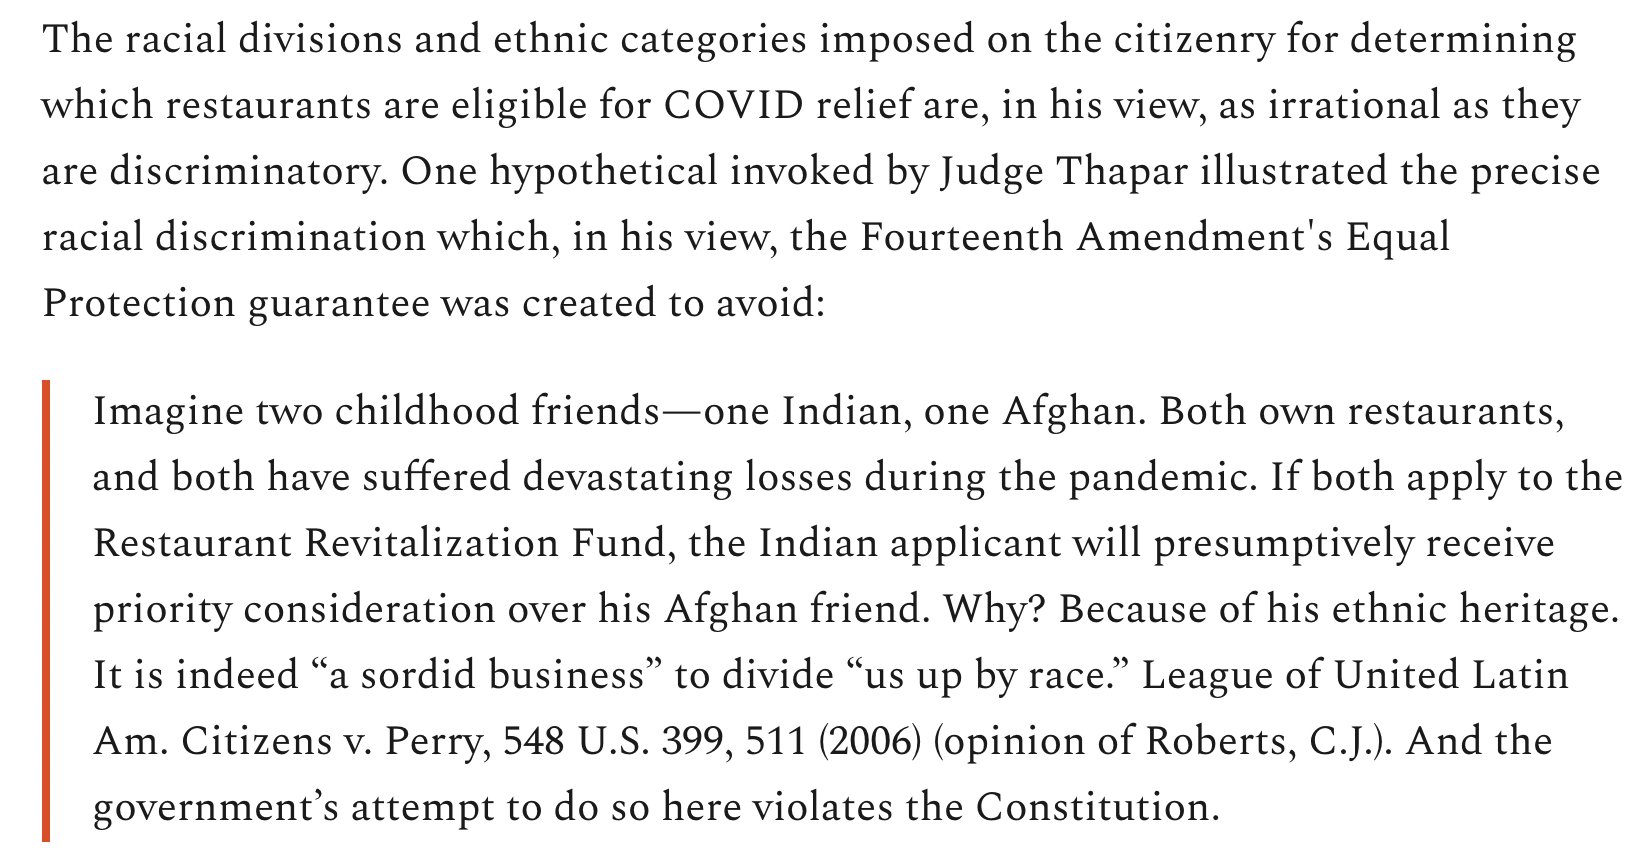 The racial divisions and ethnic categories imposed on the citizenry for determining
which restaurants are eligible for COVID relief are, in his view, as irrational as they
are discriminatory. One hypothetical invoked by Judge Thapar illustrated the precise
racial discrimination which, in his view, the Fourteenth Amendment's Equal
Protection guarantee was created to avoid:
Imagine two childhood friends—one Indian, one Afghan. Both own restaurants,
and both have suffered devastating losses during the pandemic. If both apply to the
Restaurant Revitalization Fund, the Indian applicant will presumptively receive
priority consideration over his Afghan friend. Why? Because of his ethnic heritage.
It is indeed “a sordid business” to divide “us up by race.” League of United Latin
Am. Citizens v. Perry, 548 U.S. 399, 511 (2006) (opinion of Roberts, C.J.). And the
government’s attempt to do so here violates the Constitution.